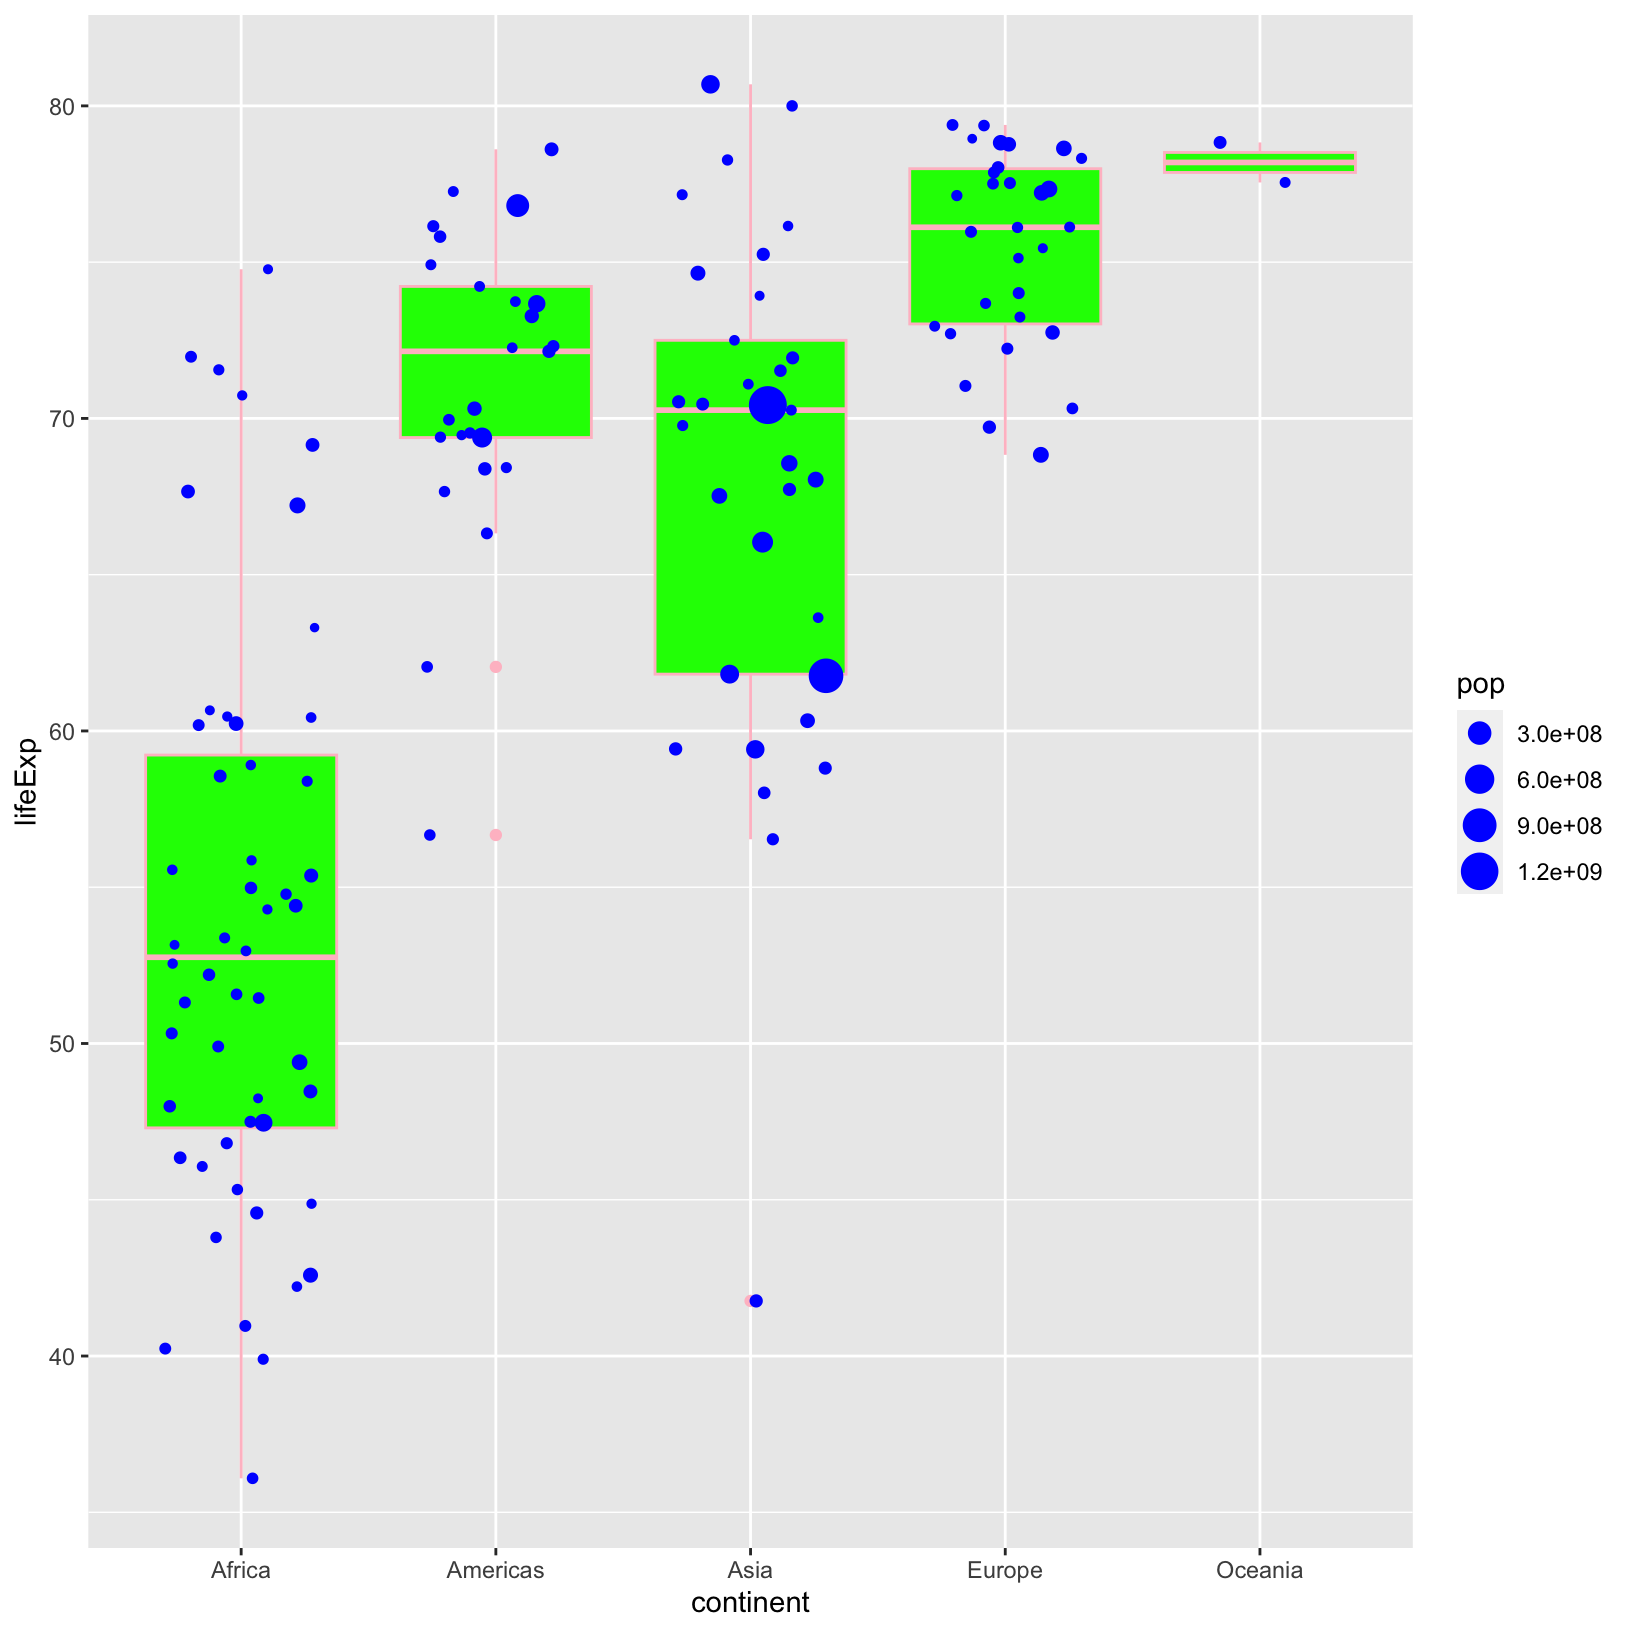 80
70
60
50
40
lifeExp
Africa
Americas
Asia
Europe
Oceania
continent
pop
3.0e+08
6.0e+08
9.0e+08
1.2e+09